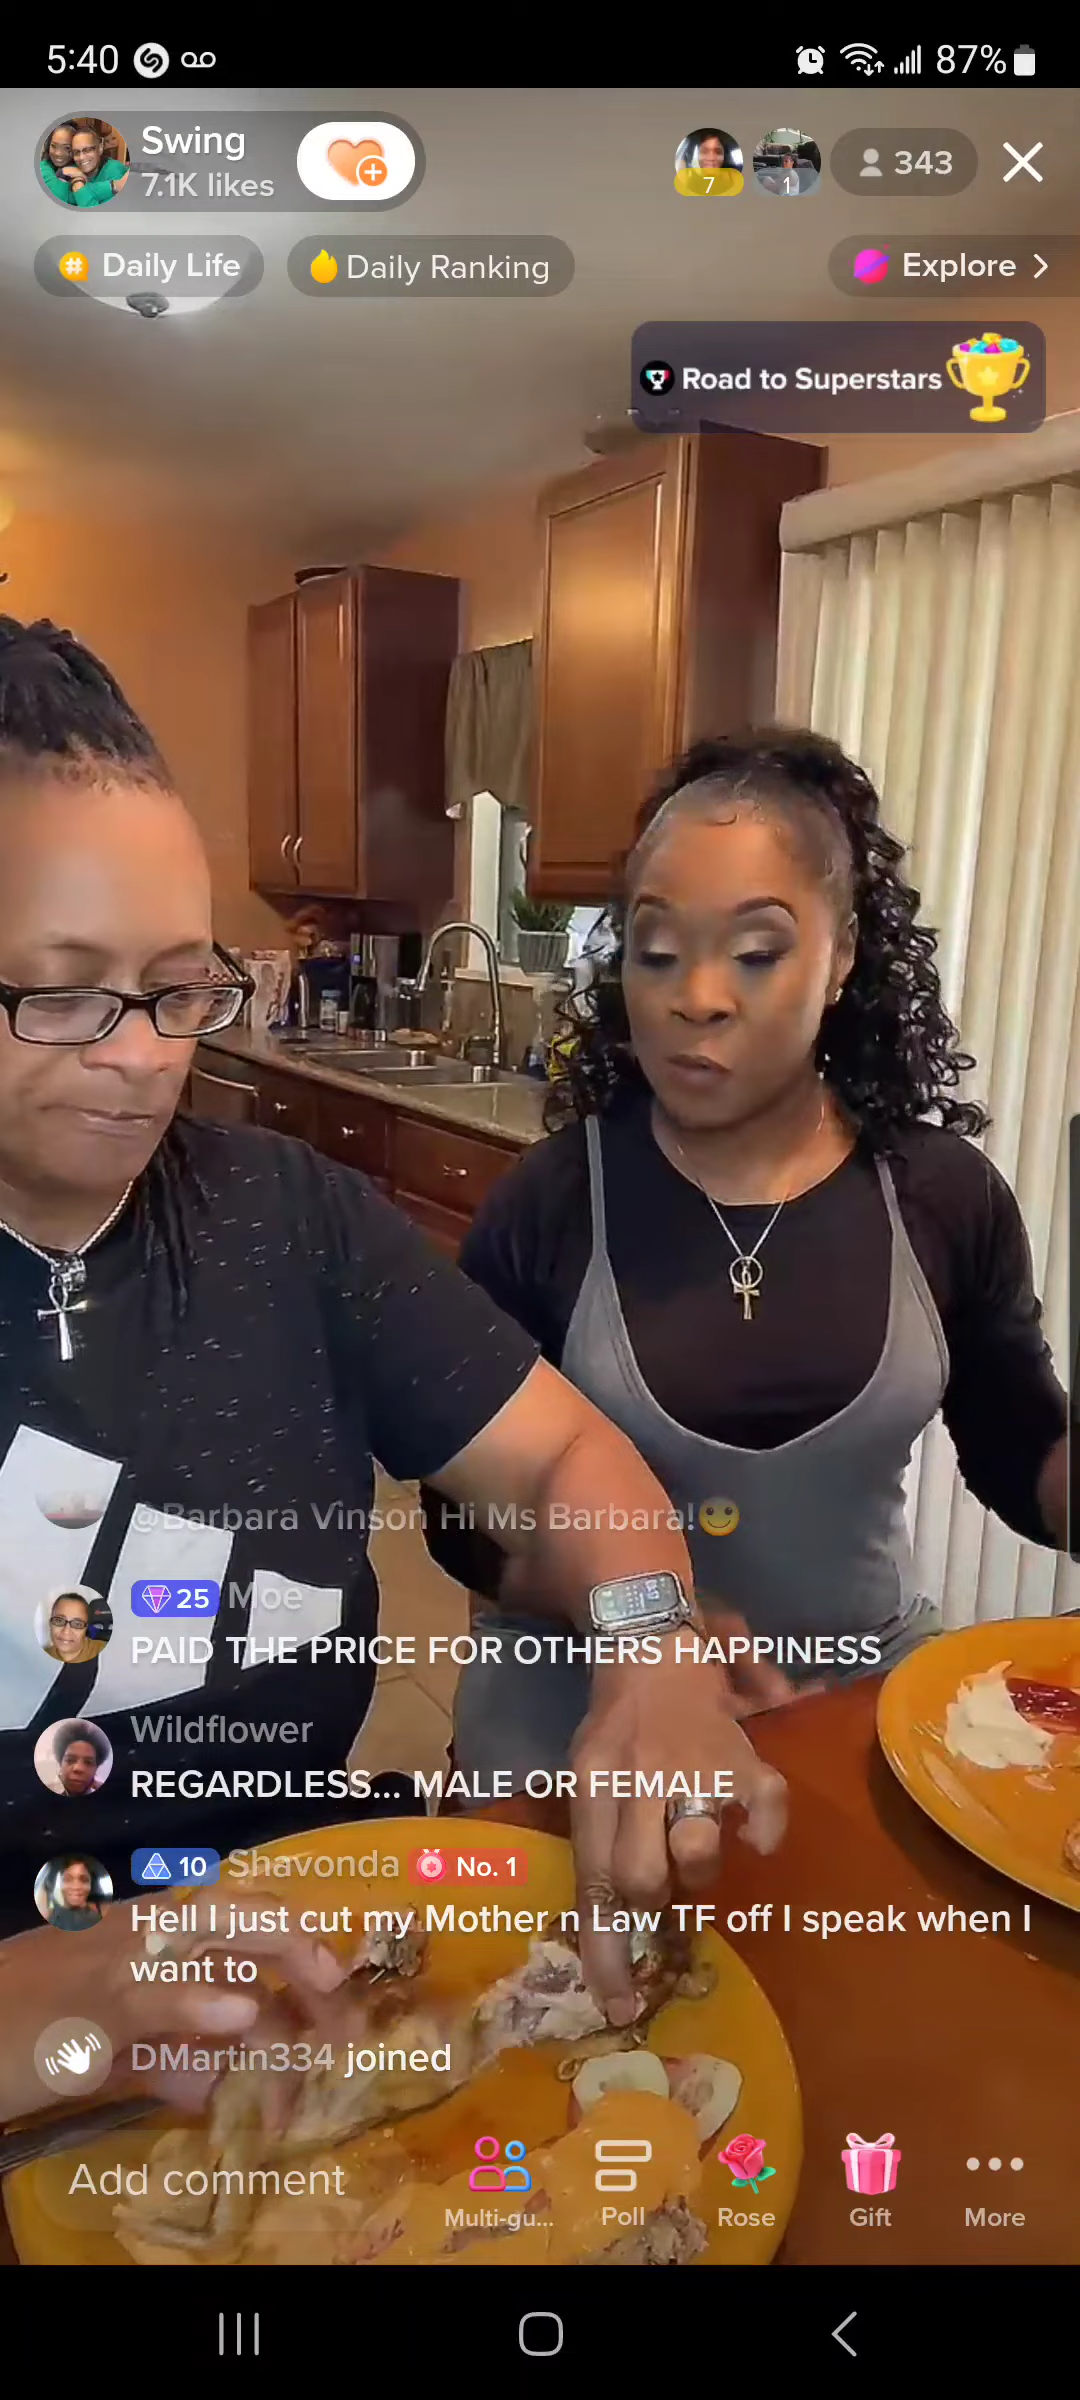 5:40
87%
Swing
7.1K likes
7
1
343
Daily Life
Daily Ranking
Explore >
Road to Superstars
@Barbara Vinson Hi Ms Barbara!🙂
25 Moe
PAID THE PRICE FOR OTHERS HAPPINESS
Wildflower
REGARDLESS... MALE OR FEMALE
10 Shavonda No. 1
Hell I just cut my Mother n Law TF off I speak when I
want to
DMartin334 joined
Add comment
Multi-gu...
Poll
Rose
Gift
More